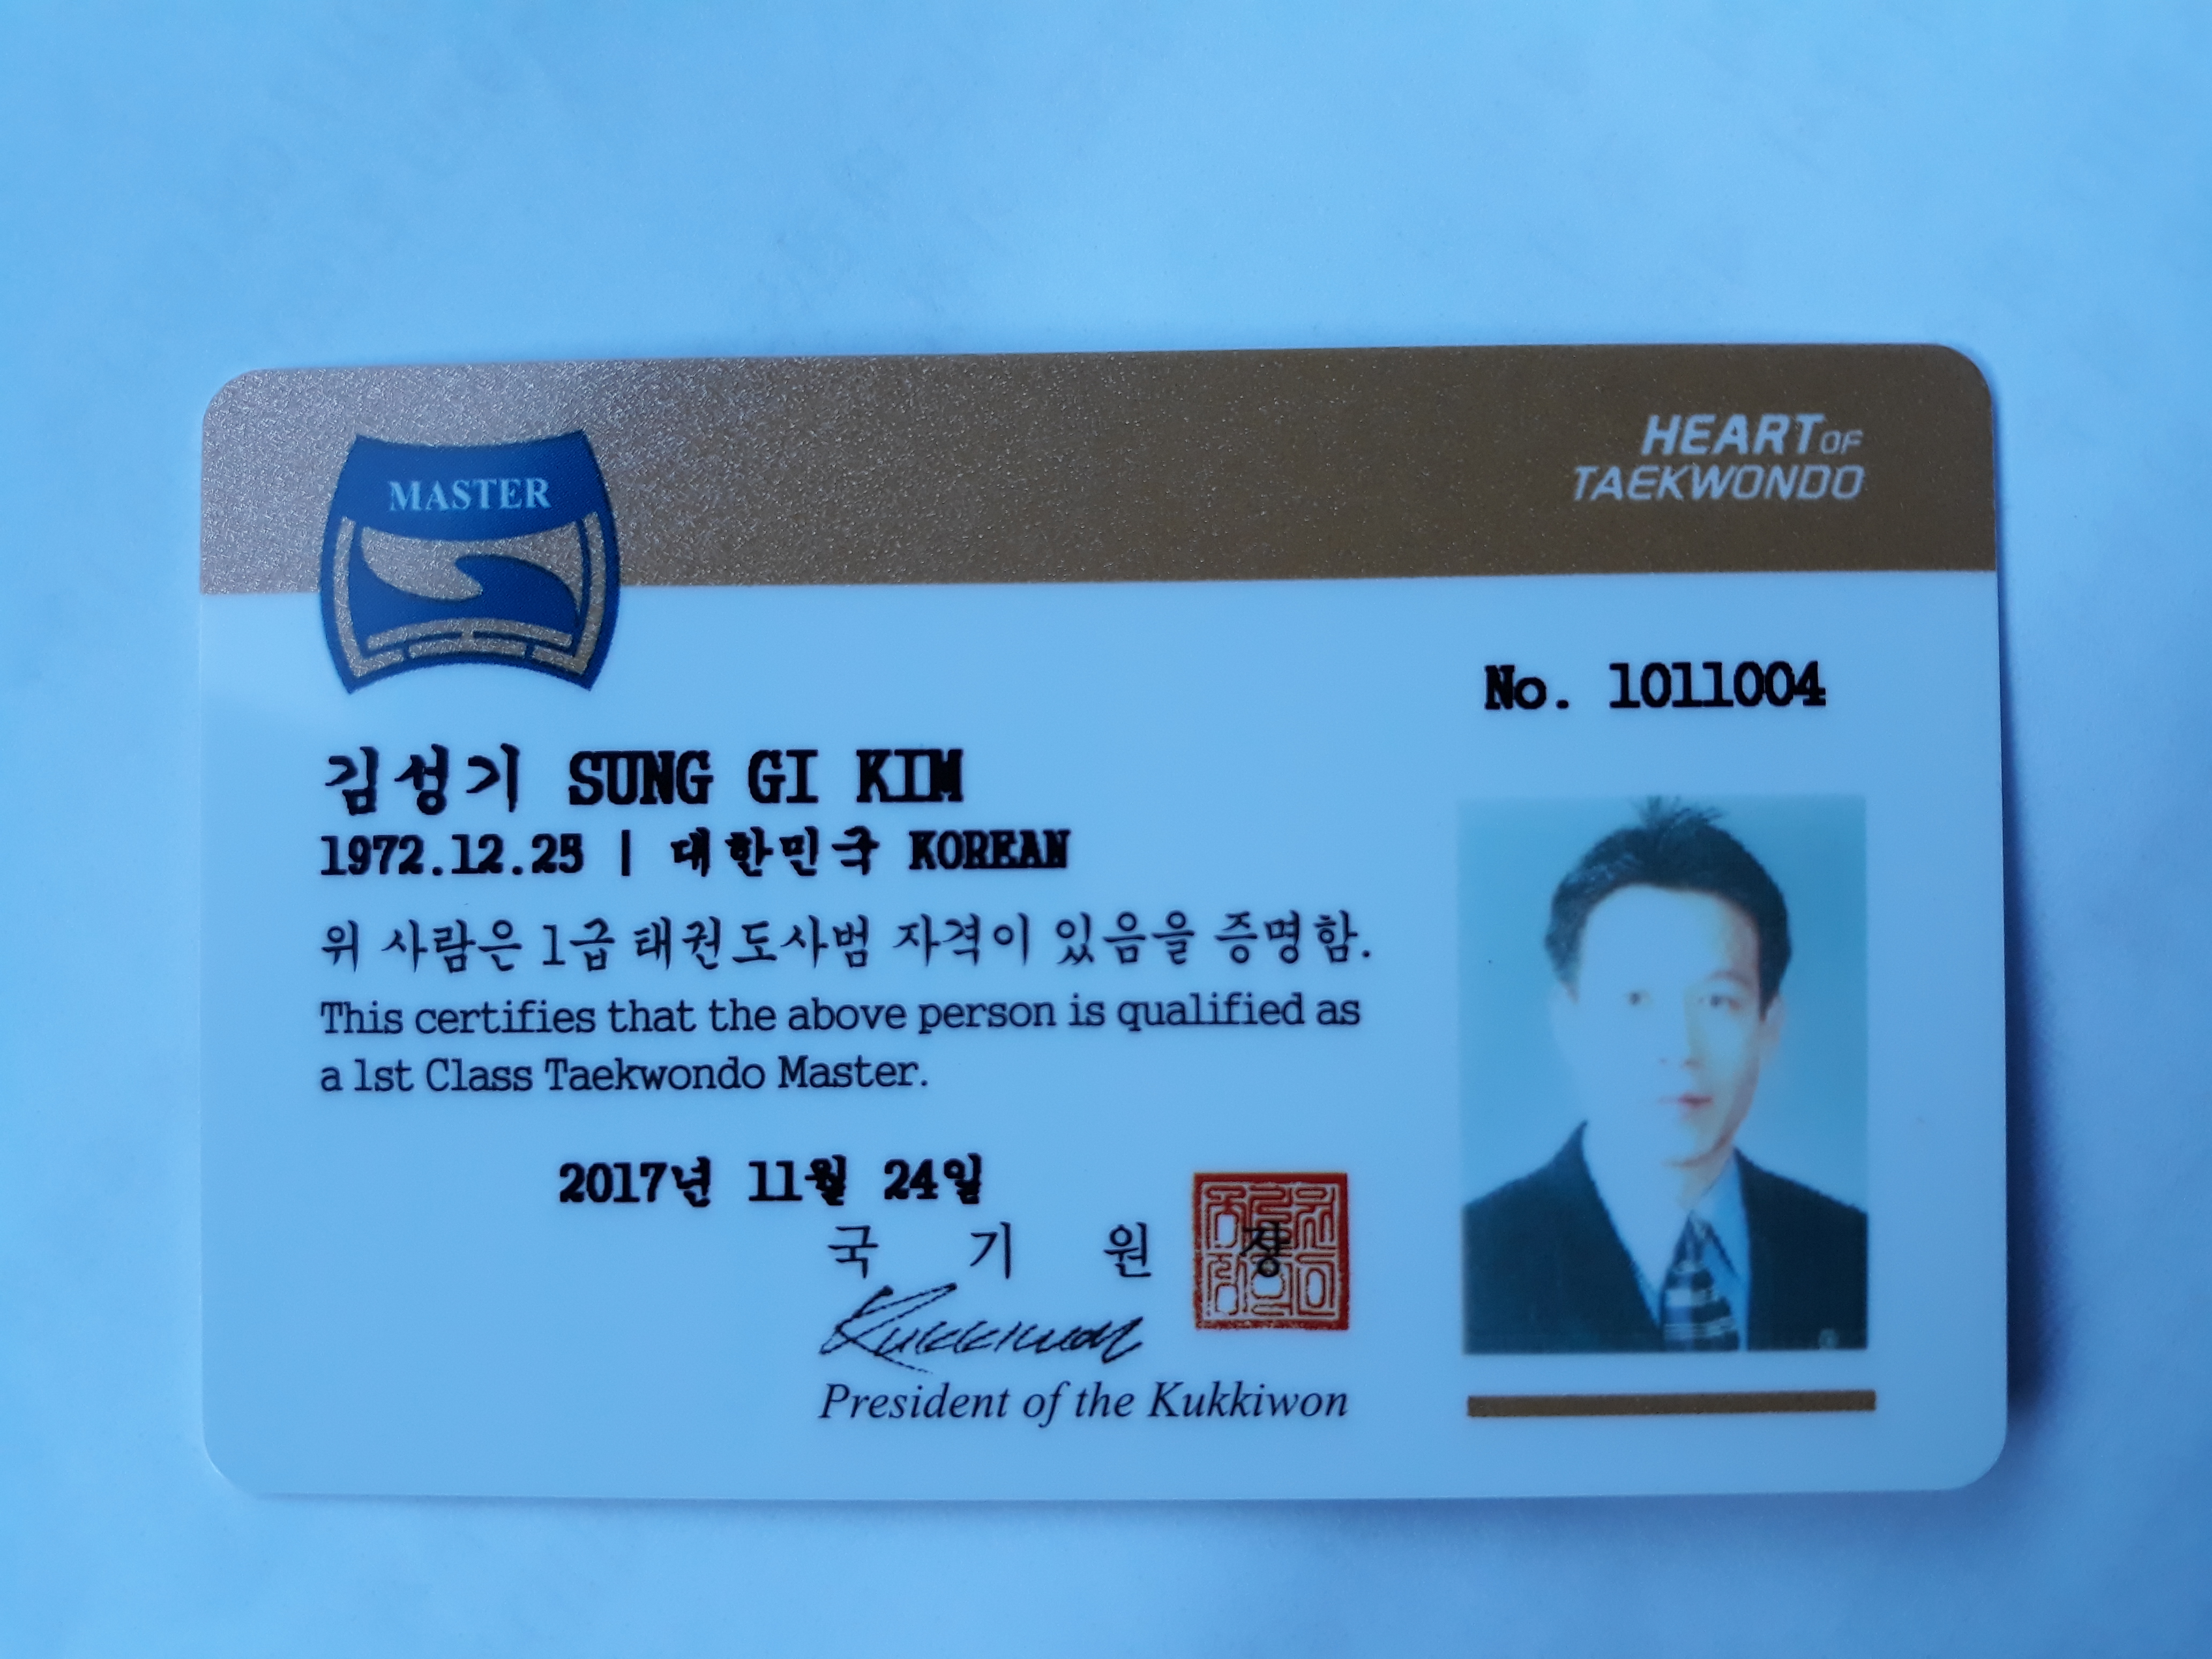 MASTER
HEART OF
TAEKWONDO
No. 1011004
김성기 SUNG GI KIM
1972.12.25 | 대한민국 KOREAN
위 사람은 1급 태권도사범 자격이 있음을 증명함.
This certifies that the above person is qualified as
a 1st Class Taekwondo Master.
2017년 11월 24일
국 기 원 장
Kukkiwon
President of the Kukkiwon